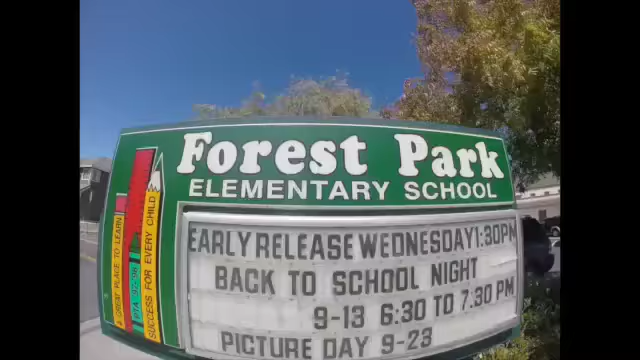 Forest Park
ELEMENTARY SCHOOL
A GREAT PLACE TO LEARN
PTA
SUCCESS FOR EVERY CHILD
EARLY RELEASE WEDNESDAY 1:30PM
BACK TO SCHOOL NIGHT
9-13 6:30 TO 7:30 PM
PICTURE DAY 9-23